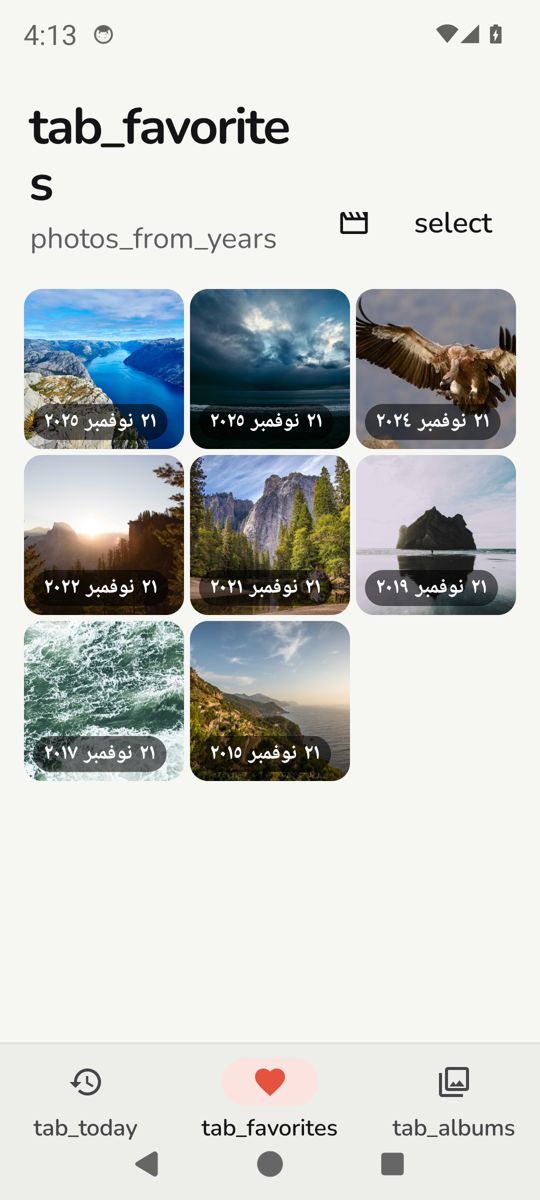 4:13
tab_favorite
s
photos_from_years
select
٢١ نوفمبر ٢٠٢٥
٢١ نوفمبر ٢٠٢٥
٢١ نوفمبر ٢٠٢٤
٢١ نوفمبر ٢٠٢٢
٢١ نوفمبر ٢٠٢١
٢١ نوفمبر ٢٠١٩
٢١ نوفمبر ٢٠١٧
٢١ نوفمبر ٢٠١٥
tab_today
tab_favorites
tab_albums